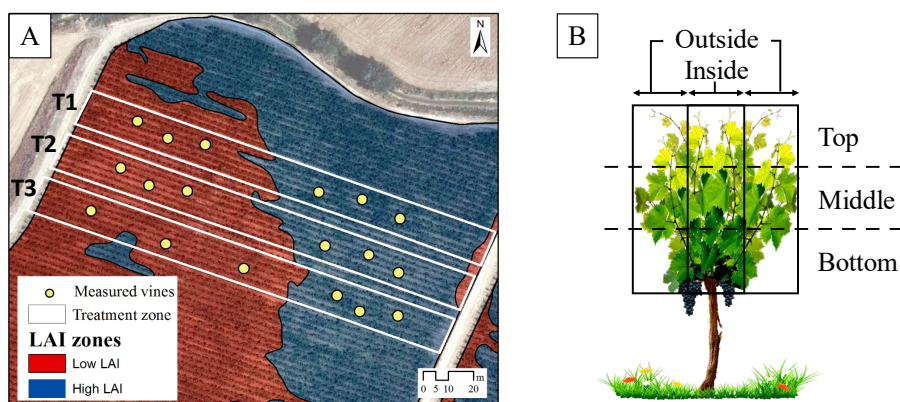 A
N
T1
T2
T3
Measured vines
Treatment zone
LAI zones
Low LAI
High LAI
0 5 10 20
m
B
Outside
Inside
Top
Middle
Bottom